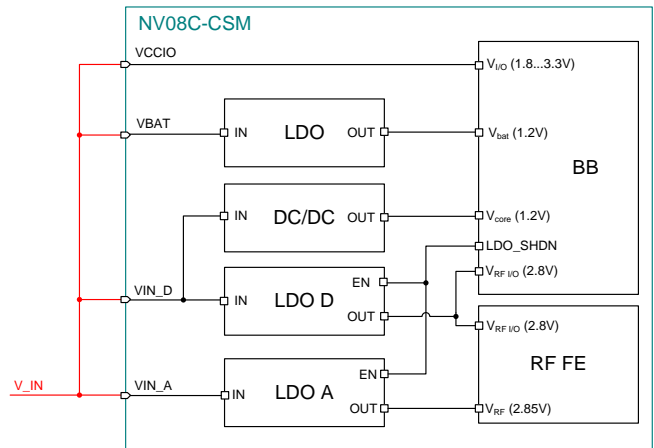 NV08C-CSM
VCCIO
V_I/O (1.8...3.3V)
VBAT
IN
LDO
OUT
V_bat (1.2V)
BB
IN
DC/DC
OUT
V_core (1.2V)
LDO_SHDN
EN
V_RF I/O (2.8V)
VIN_D
IN
LDO D
OUT
V_RF I/O (2.8V)
RF FE
EN
V_IN
VIN_A
IN
LDO A
OUT
V_RF (2.85V)